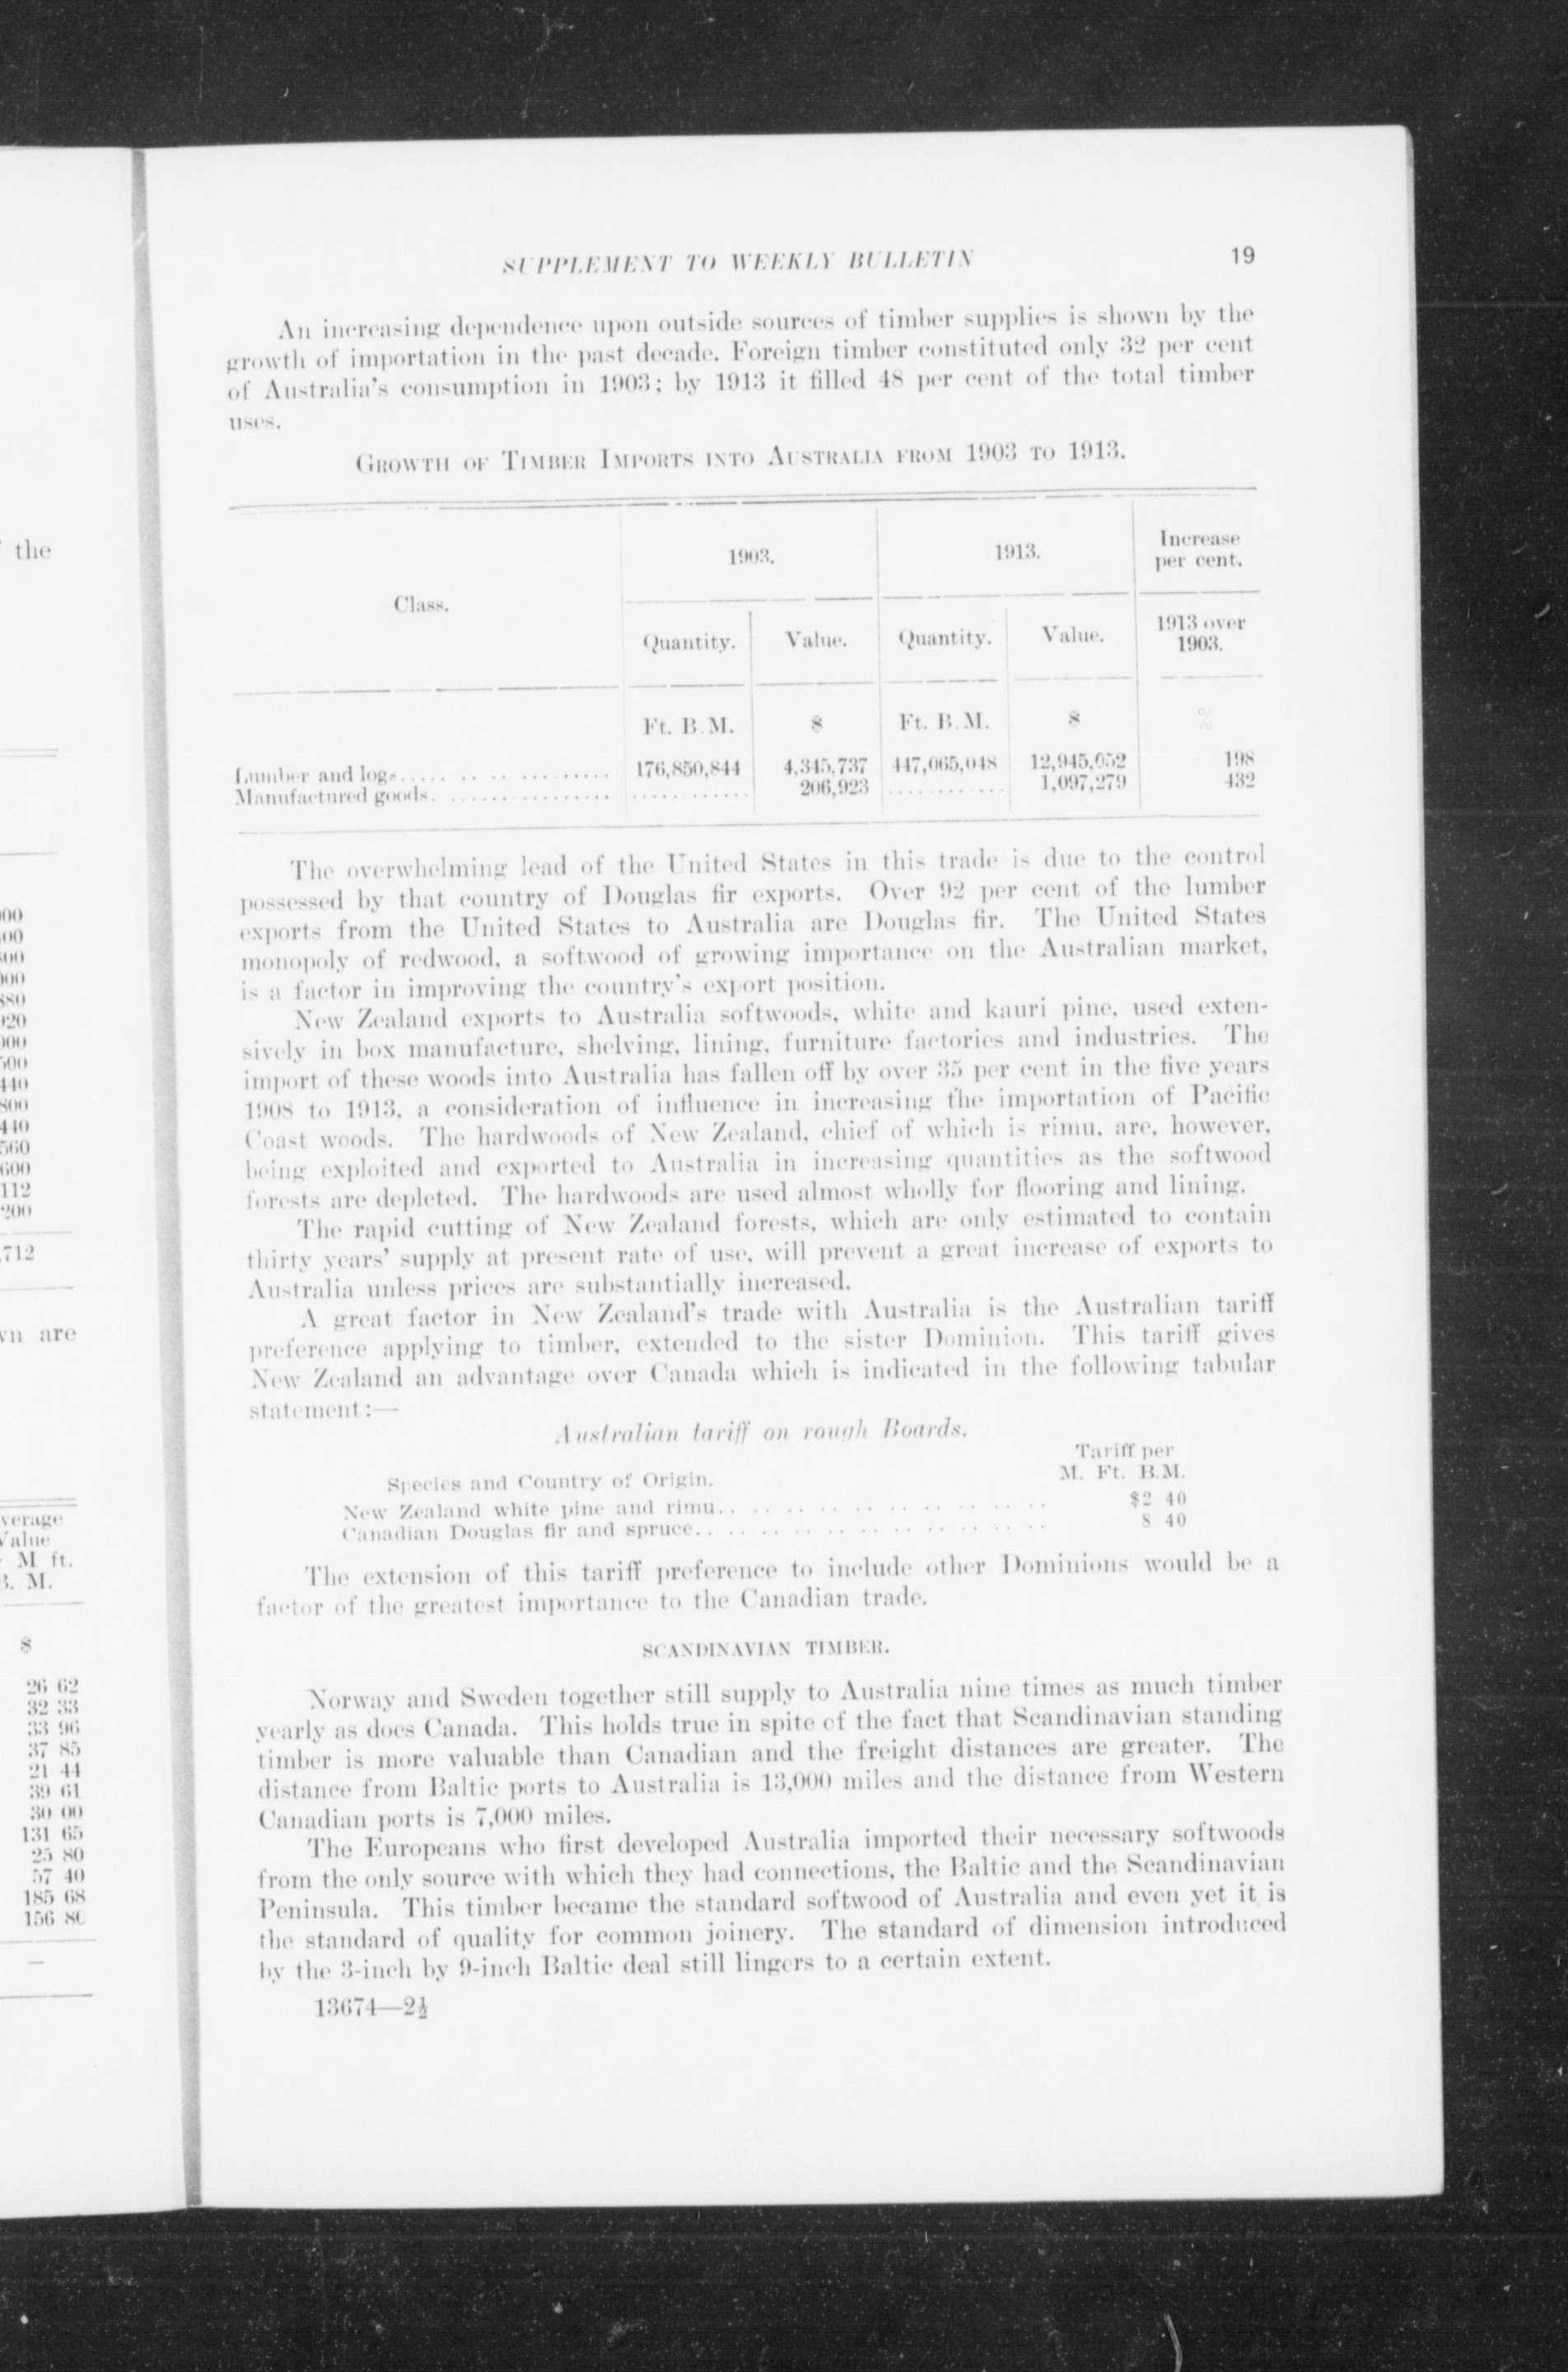 SUPPLEMENT TO WEEKLY BULLETIN 19
An increasing dependence upon outside sources of timber supplies is shown by the
growth of importation in the past decade. Foreign timber constituted only 32 per cent
of Australia's consumption in 1903; by 1913 it filled 48 per cent of the total timber
uses.
GROWTH OF TIMBER IMPORTS INTO AUSTRALIA FROM 1903 TO 1913.
Class. 1903. 1913. Increase per cent.
Quantity. Value. Quantity. Value. 1913 over 1903.
Ft. B.M. $ Ft. B.M. $ %
Lumber and logs 176,850,844 4,345,737 447,065,048 12,945,052 198
Manufactured goods 206,923 1,097,279 432
The overwhelming lead of the United States in this trade is due to the control
possessed by that country of Douglas fir exports. Over 92 per cent of the lumber
exports from the United States to Australia are Douglas fir. The United States
monopoly of redwood, a softwood of growing importance on the Australian market,
is a factor in improving the country's export position.
New Zealand exports to Australia softwoods, white and kauri pine, used exten-
sively in box manufacture, shelving, lining, furniture factories and industries. The
import of these woods into Australia has fallen off by over 35 per cent in the five years
1908 to 1913, a consideration of influence in increasing the importation of Pacific
Coast woods. The hardwoods of New Zealand, chief of which is rimu, are, however,
being exploited and exported to Australia in increasing quantities as the softwood
forests are depleted. The hardwoods are used almost wholly for flooring and lining.
The rapid cutting of New Zealand forests, which are only estimated to contain
thirty years' supply at present rate of use, will prevent a great increase of exports to
Australia unless prices are substantially increased.
A great factor in New Zealand's trade with Australia is the Australian tariff
preference applying to timber, extended to the sister Dominion. This tariff gives
New Zealand an advantage over Canada which is indicated in the following tabular
statement:—
Australian tariff on rough Boards.
Tariff per
Species and Country of Origin. M. Ft. B.M.
New Zealand white pine and rimu $2 40
Canadian Douglas fir and spruce 8 40
The extension of this tariff preference to include other Dominions would be a
factor of the greatest importance to the Canadian trade.
SCANDINAVIAN TIMBER.
Norway and Sweden together still supply to Australia nine times as much timber
yearly as does Canada. This holds true in spite of the fact that Scandinavian standing
timber is more valuable than Canadian and the freight distances are greater. The
distance from Baltic ports to Australia is 13,000 miles and the distance from Western
Canadian ports is 7,000 miles.
The Europeans who first developed Australia imported their necessary softwoods
from the only source with which they had connections, the Baltic and the Scandinavian
Peninsula. This timber became the standard softwood of Australia and even yet it is
the standard of quality for common joinery. The standard of dimension introduced
by the 3-inch by 9-inch Baltic deal still lingers to a certain extent.
13674—2½